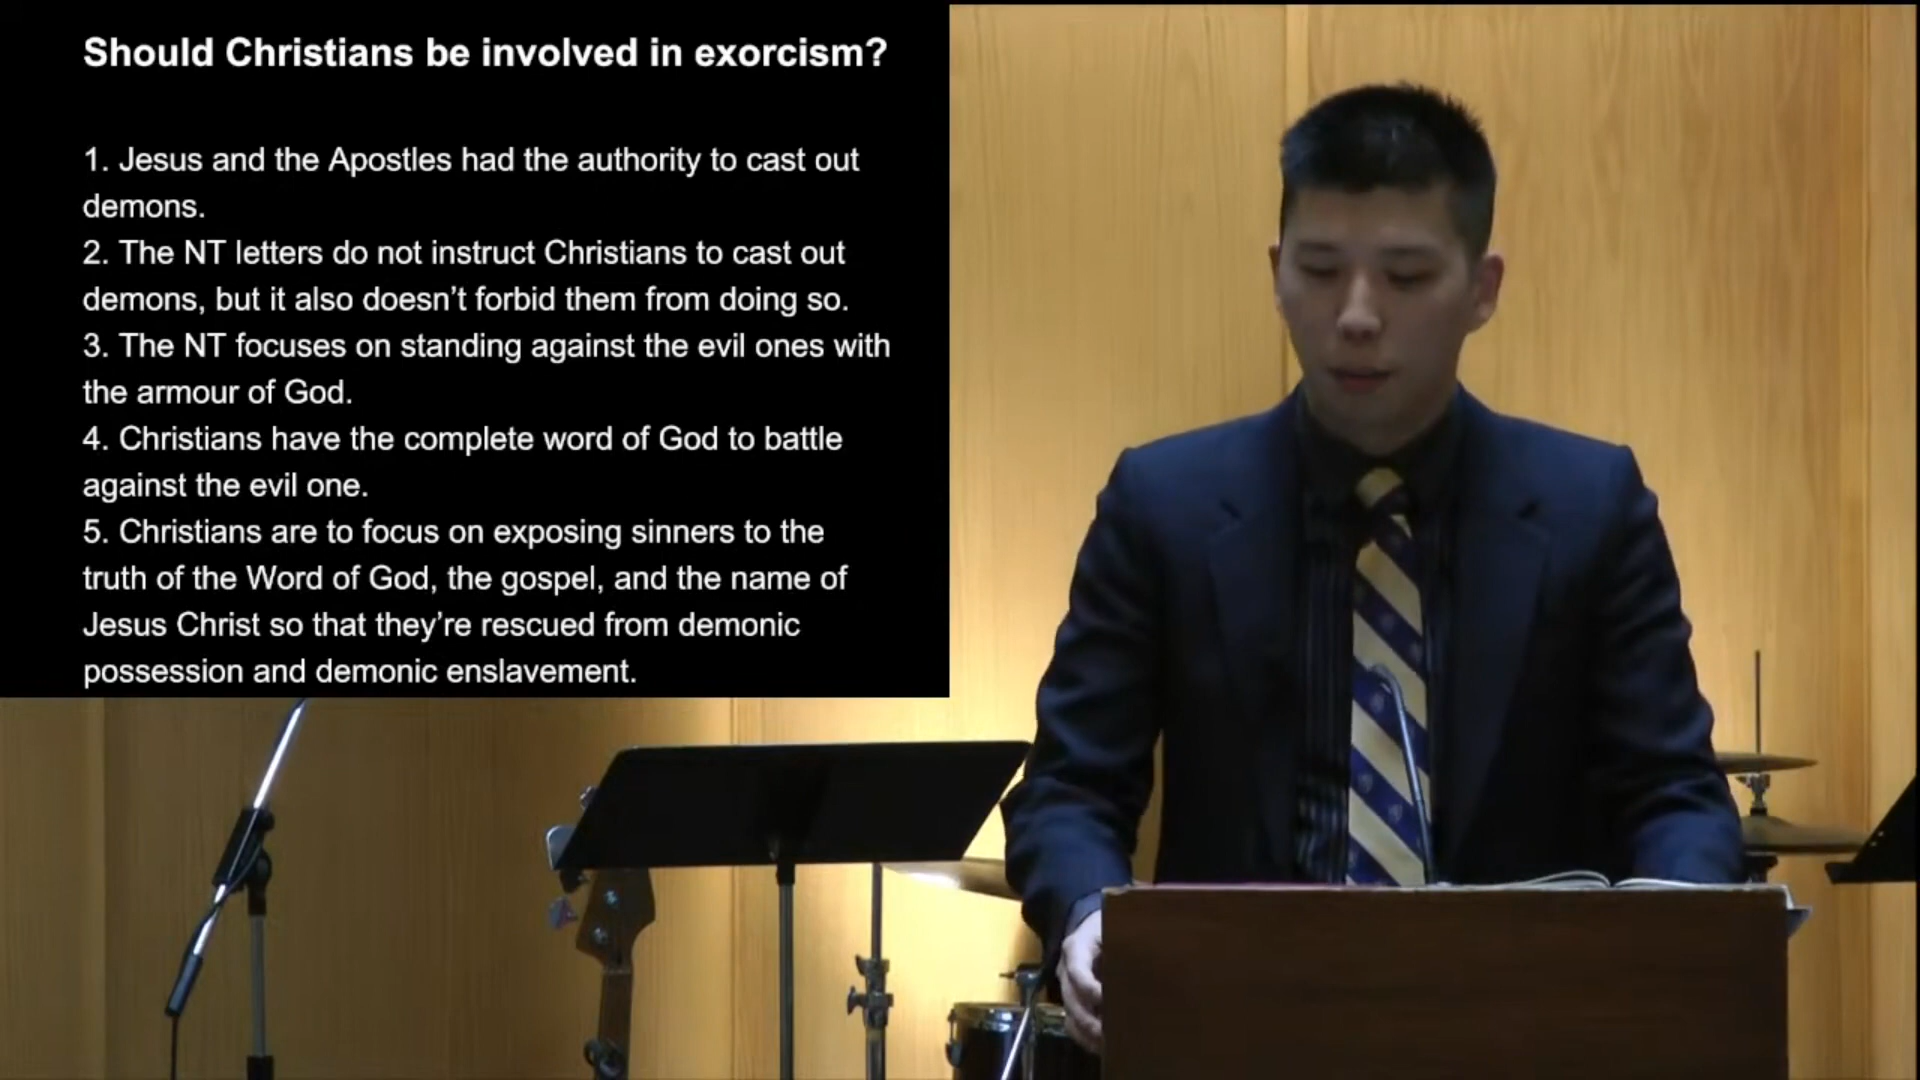 Should Christians be involved in exorcism?
1. Jesus and the Apostles had the authority to cast out
demons.
2. The NT letters do not instruct Christians to cast out
demons, but it also doesn't forbid them from doing so.
3. The NT focuses on standing against the evil ones with
the armour of God.
4. Christians have the complete word of God to battle
against the evil one.
5. Christians are to focus on exposing sinners to the
truth of the Word of God, the gospel, and the name of
Jesus Christ so that they're rescued from demonic
possession and demonic enslavement.